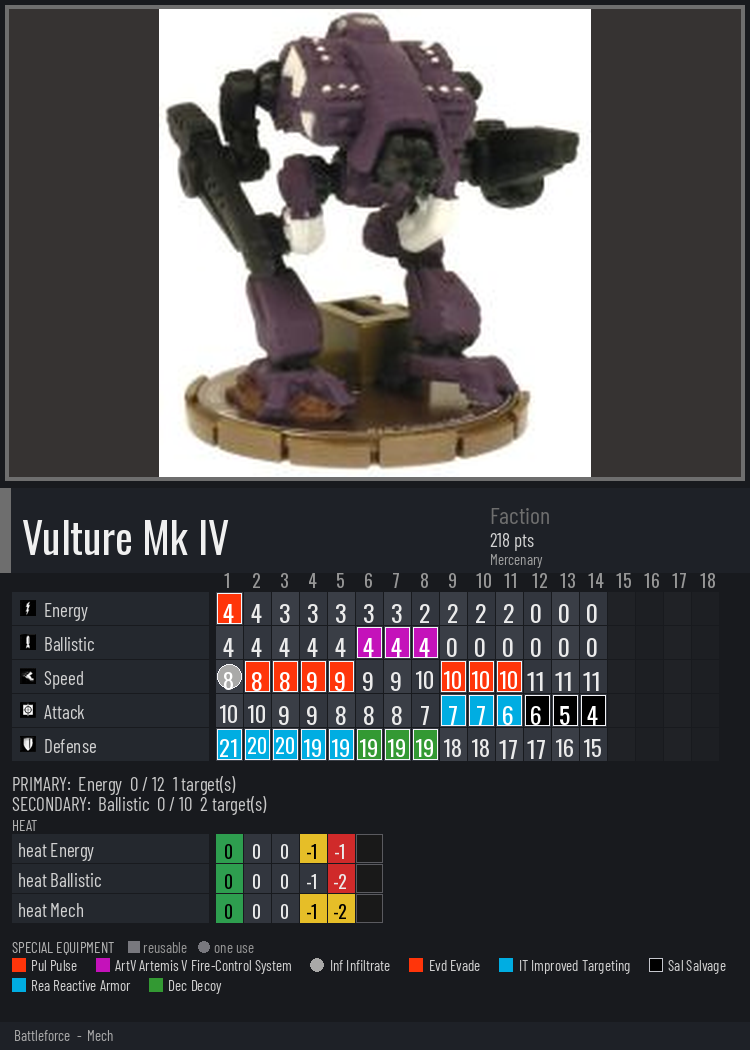 Vulture Mk IV
Faction
218 pts
Mercenary
1 2 3 4 5 6 7 8 9 10 11 12 13 14 15 16 17 18
Energy 4 4 3 3 3 3 3 2 2 2 2 0 0 0
Ballistic 4 4 4 4 4 4 4 4 0 0 0 0 0 0
Speed 8 8 8 9 9 9 9 10 10 10 10 11 11 11
Attack 10 10 9 9 8 8 8 7 7 7 6 6 5 4
Defense 21 20 20 19 19 19 19 19 18 18 17 17 16 15
PRIMARY: Energy 0 / 12 1 target(s)
SECONDARY: Ballistic 0 / 10 2 target(s)
HEAT
heat Energy 0 0 0 -1 -1
heat Ballistic 0 0 0 -1 -2
heat Mech 0 0 0 -1 -2
SPECIAL EQUIPMENT reusable one use
Pul Pulse ArtV Artemis V Fire-Control System Inf Infiltrate Evd Evade IT Improved Targeting Sal Salvage
Rea Reactive Armor Dec Decoy
Battleforce - Mech